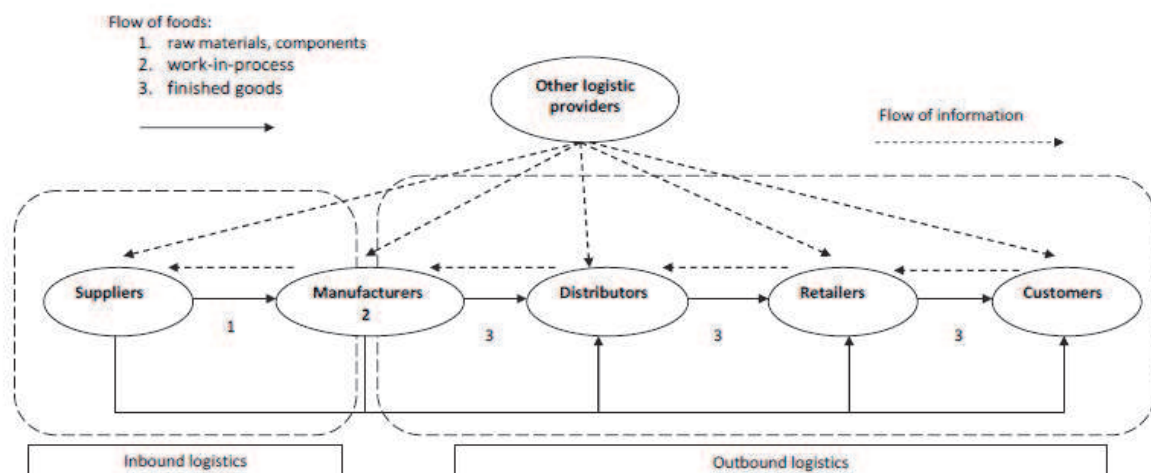 Flow of foods:
1. raw materials, components
2. work-in-process
3. finished goods
Other logistic
providers
Flow of information
Suppliers
Manufacturers
2
Distributors
Retailers
Customers
1
3
3
3
Inbound logistics
Outbound logistics